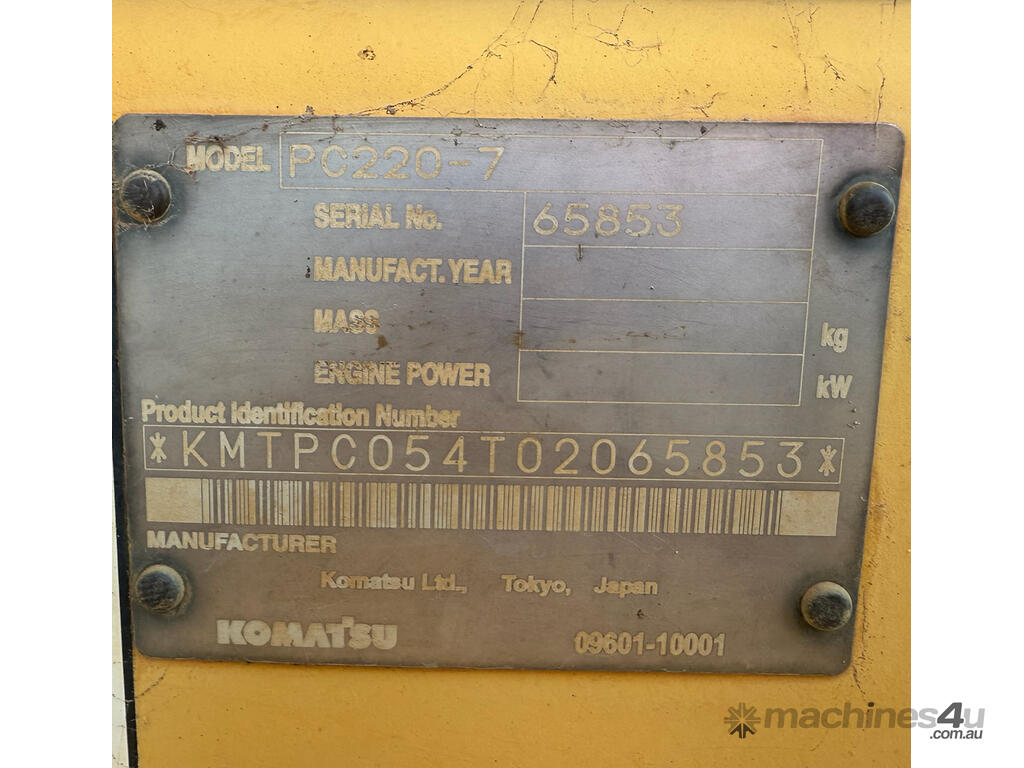 MODEL PC220-7
SERIAL No. 65853
MANUFACT. YEAR
MASS kg
ENGINE POWER kW
Product Identification Number
*KMTPC054T02065853*
MANUFACTURER
Komatsu Ltd., Tokyo, Japan
KOMATSU 09601-10001
machines4u
.com.au